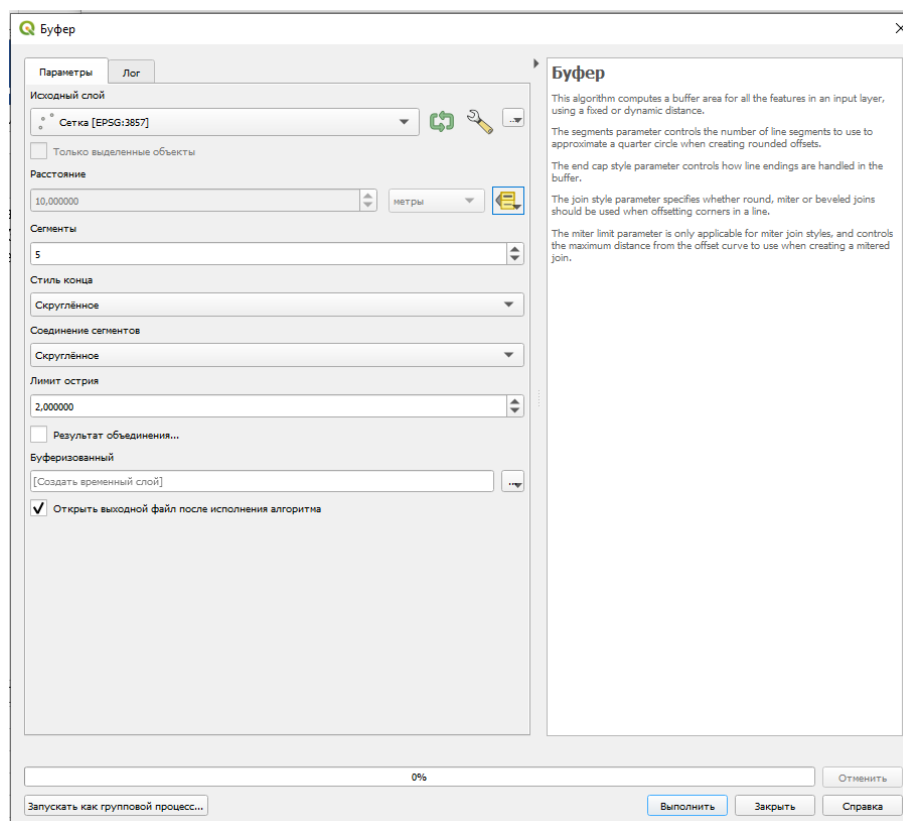 Буфер
Параметры
Лог
Исходный слой
Сетка [EPSG:3857]
Только выделенные объекты
Расстояние
10,000000
метры
Сегменты
5
Стиль конца
Скруглённое
Соединение сегментов
Скруглённое
Лимит острия
2,000000
Результат объединения...
Буферизованный
[Создать временный слой]
Открыть выходной файл после исполнения алгоритма
Буфер
This algorithm computes a buffer area for all the features in an input layer,
using a fixed or dynamic distance.
The segments parameter controls the number of line segments to use to
approximate a quarter circle when creating rounded offsets.
The end cap style parameter controls how line endings are handled in the
buffer.
The join style parameter specifies whether round, miter or beveled joins
should be used when offsetting corners in a line.
The miter limit parameter is only applicable for miter join styles, and controls
the maximum distance from the offset curve to use when creating a mitered
join.
0%
Отменить
Запускать как групповой процесс...
Выполнить
Закрыть
Справка